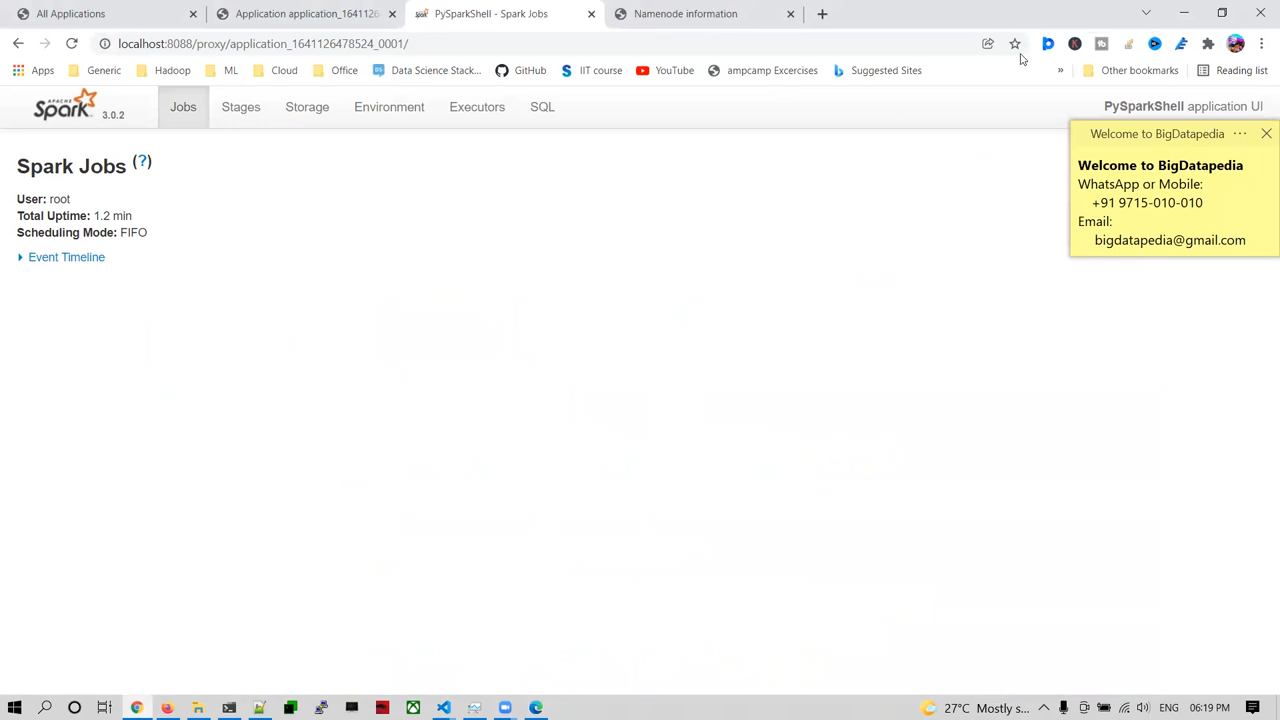 All Applications
Application application_1641126
PySparkShell - Spark Jobs
Namenode information
localhost:8088/proxy/application_1641126478524_0001/
Apps
Generic
Hadoop
ML
Cloud
Office
Data Science Stack...
GitHub
IIT course
YouTube
ampcamp Excercises
Suggested Sites
»
Other bookmarks
Reading list
APACHE
Spark 3.0.2
Jobs
Stages
Storage
Environment
Executors
SQL
PySparkShell application UI
Spark Jobs (?)
User: root
Total Uptime: 1.2 min
Scheduling Mode: FIFO
Event Timeline
Welcome to BigDatapedia
Welcome to BigDatapedia
WhatsApp or Mobile:
+91 9715-010-010
Email:
bigdatapedia@gmail.com
27°C Mostly s...
ENG
06:19 PM